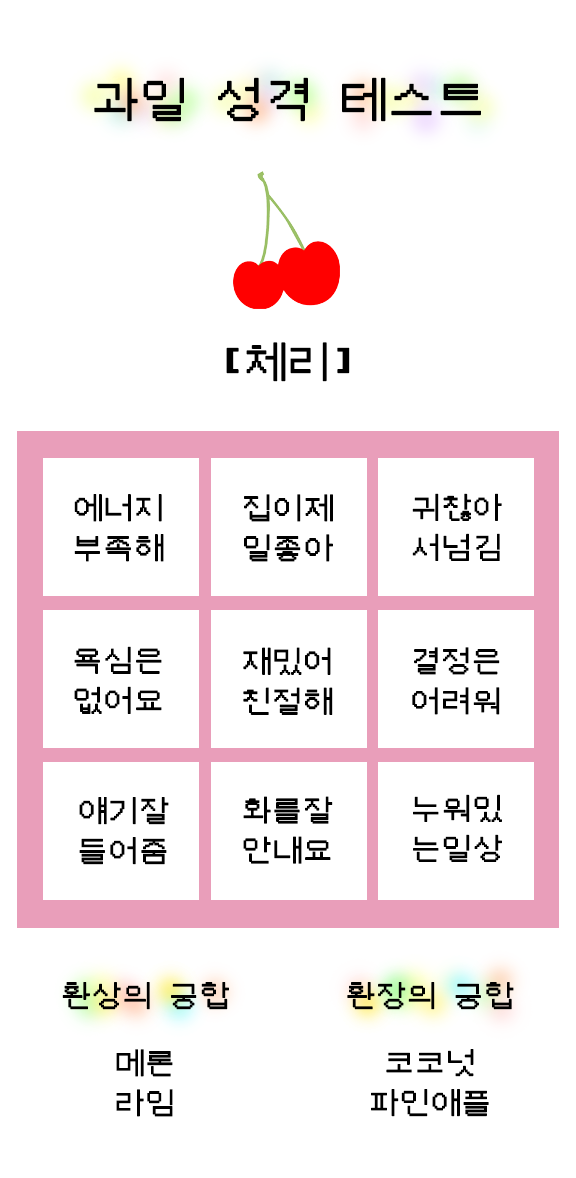 과일 성격 테스트
[체리]
에너지
부족해
집이제
일좋아
귀찮아
서넘김
욕심은
없어요
재밌어
친절해
결정은
어려워
얘기잘
들어줌
화를잘
안내요
누워있
는일상
환상의 궁합
메론
라임
환장의 궁합
코코넛
파인애플